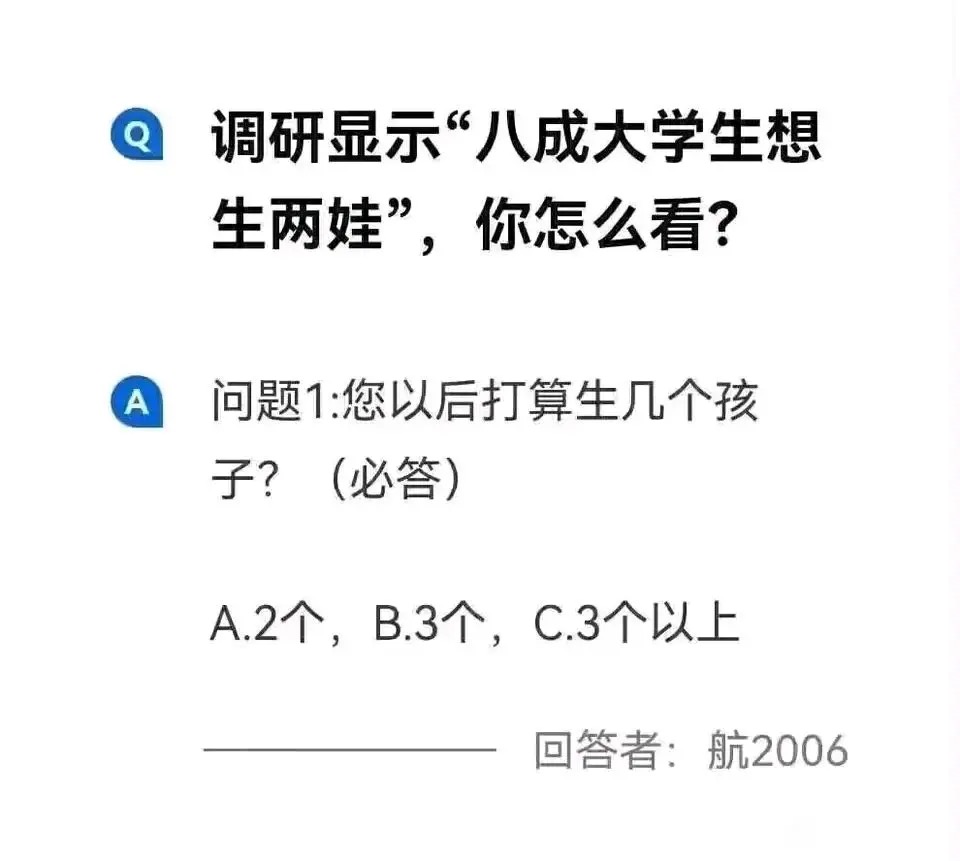 Q 调研显示“八成大学生想
生两娃”，你怎么看？
A 问题1:您以后打算生几个孩
子？（必答）
A.2个，B.3个，C.3个以上
回答者：航2006